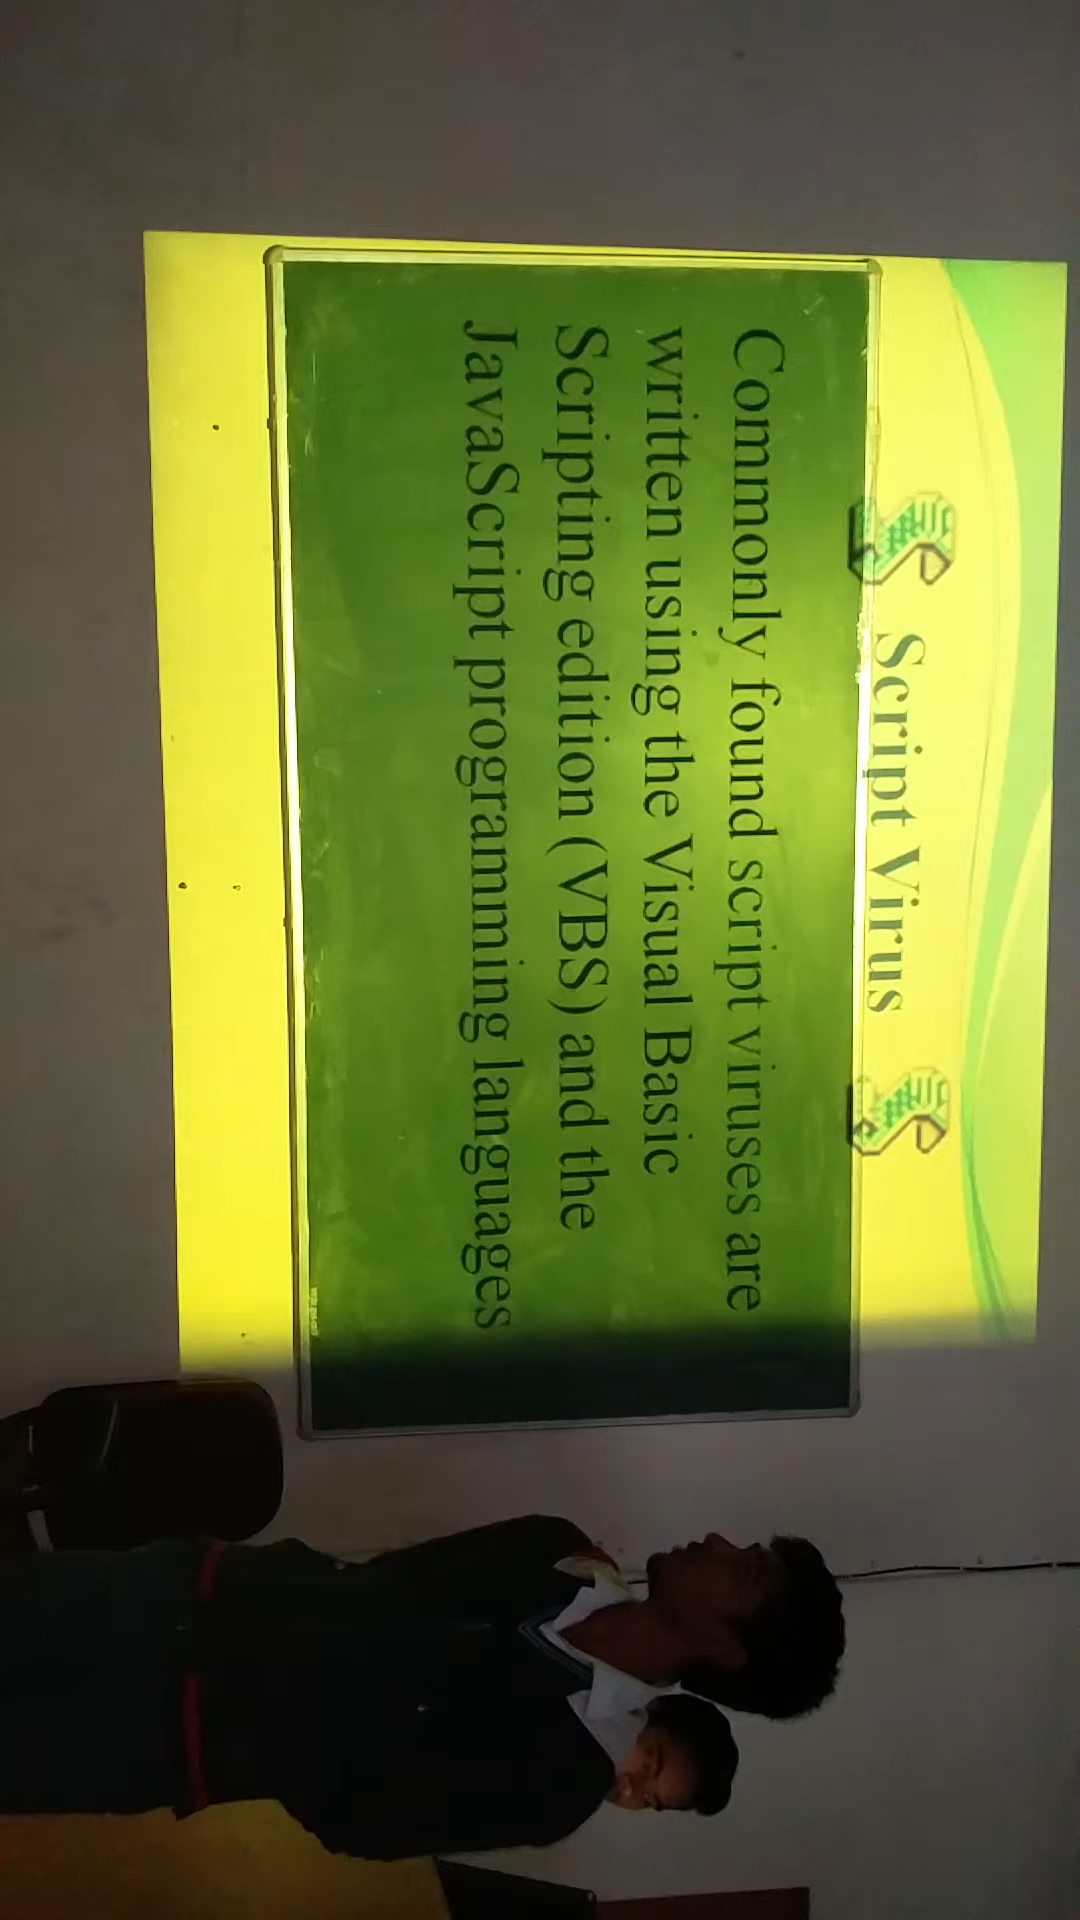 Script Virus
Commonly found script viruses are
written using the Visual Basic
Scripting edition (VBS) and the
JavaScript programming languages